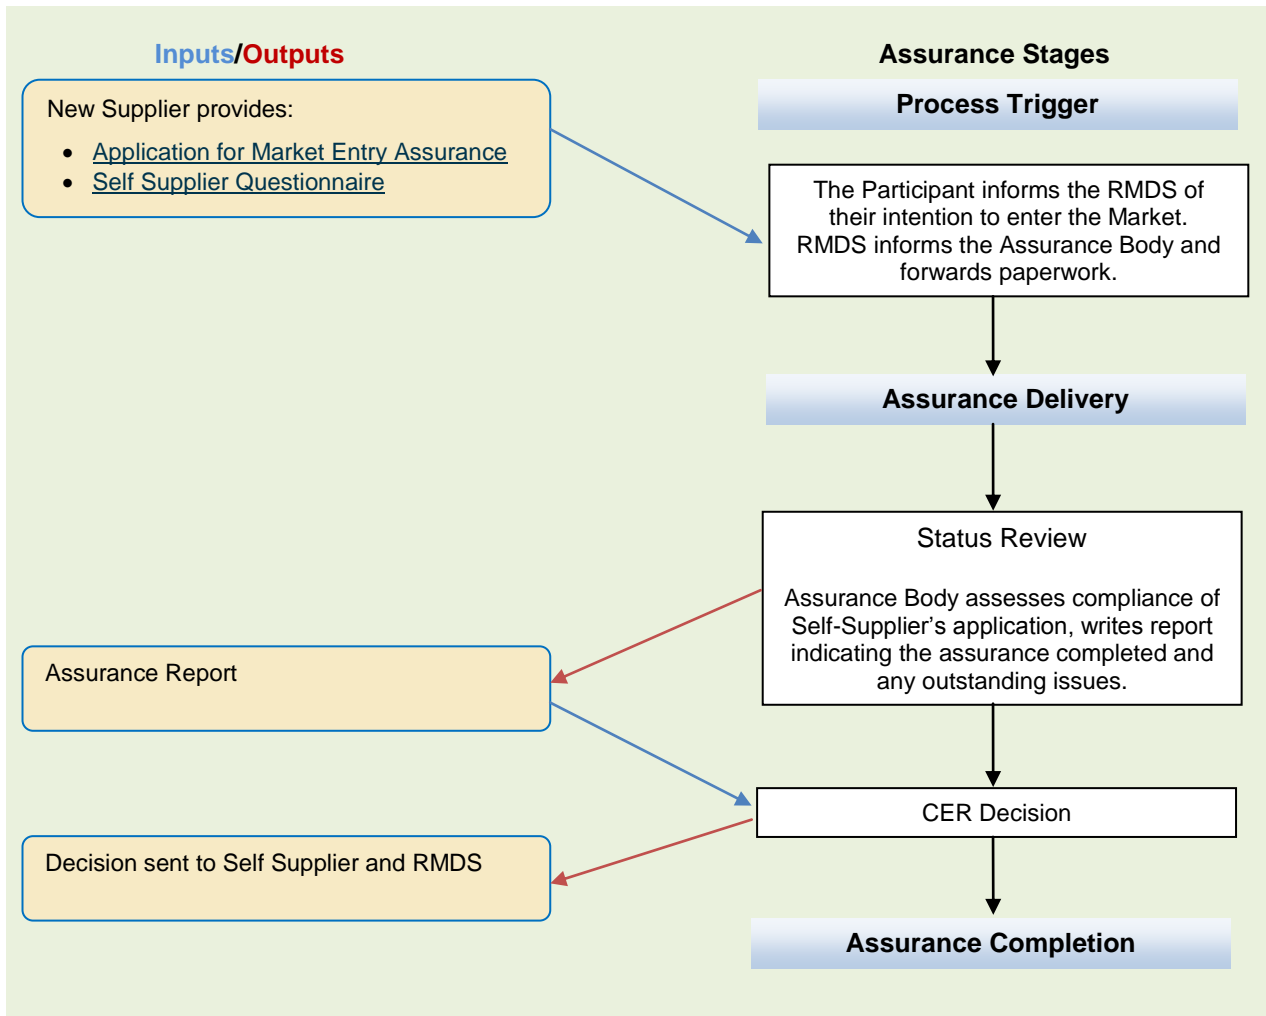 Inputs/Outputs
Assurance Stages
Process Trigger
New Supplier provides:
• Application for Market Entry Assurance
• Self Supplier Questionnaire
The Participant informs the RMDS of
their intention to enter the Market.
RMDS informs the Assurance Body and
forwards paperwork.
Assurance Delivery
Status Review
Assurance Body assesses compliance of
Self-Supplier’s application, writes report
indicating the assurance completed and
any outstanding issues.
Assurance Report
CER Decision
Decision sent to Self Supplier and RMDS
Assurance Completion